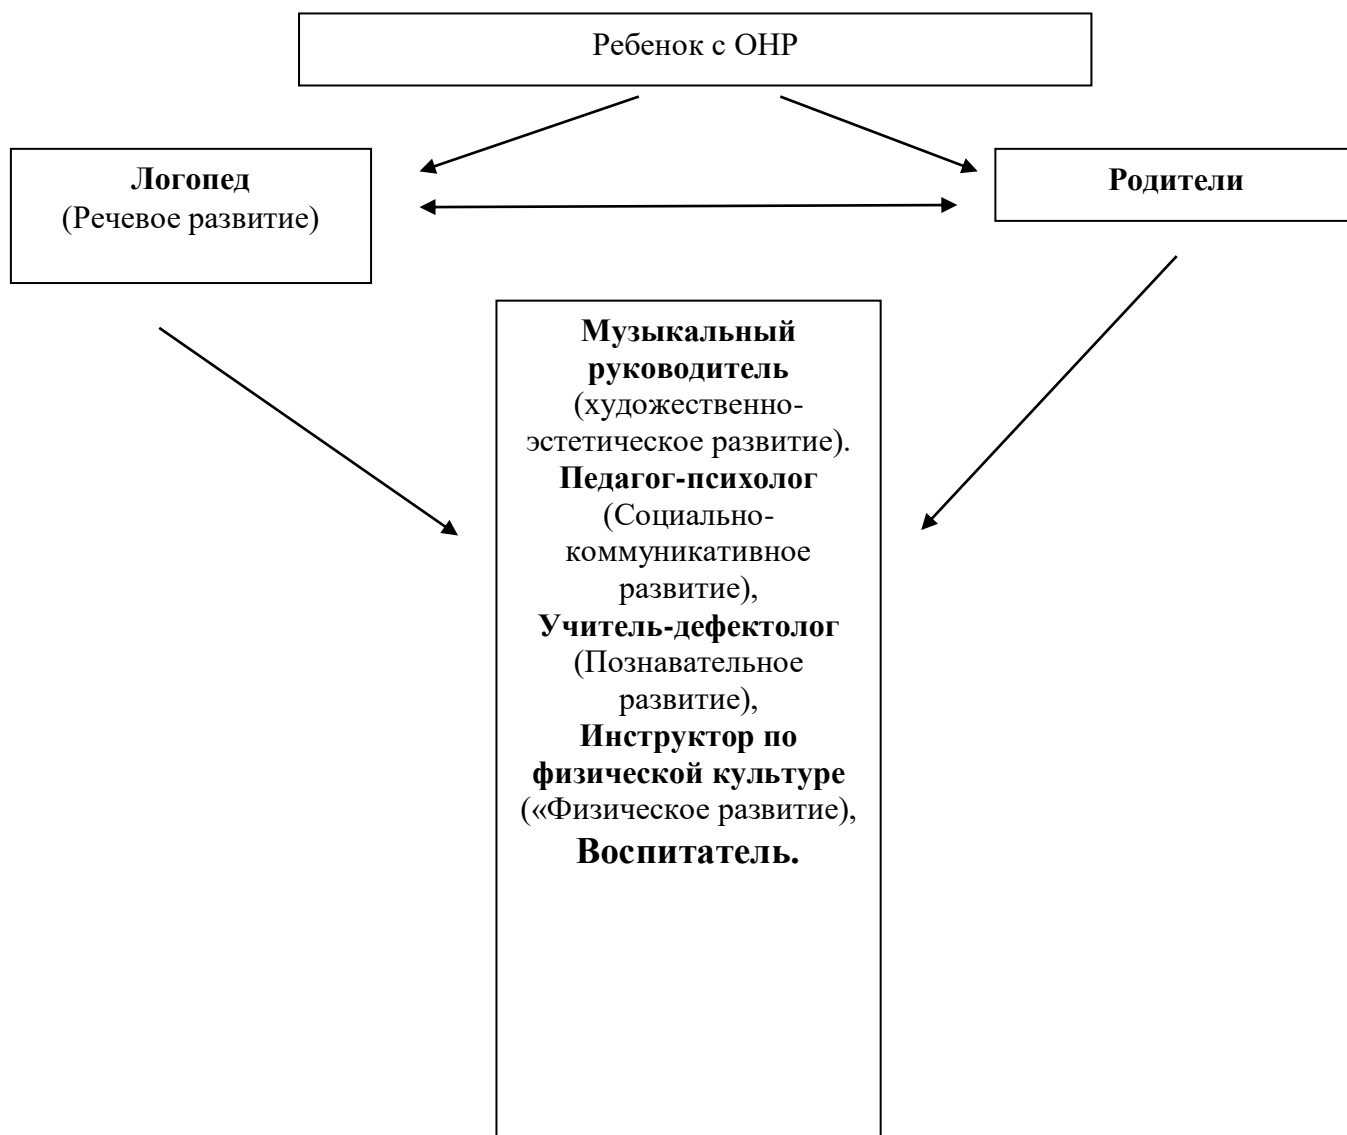 Ребенок с ОНР
Логопед
(Речевое развитие)
Родители
Музыкальный
руководитель
(художественно-
эстетическое развитие).
Педагог-психолог
(Социально-
коммуникативное
развитие),
Учитель-дефектолог
(Познавательное
развитие),
Инструктор по
физической культуре
(«Физическое развитие),
Воспитатель.